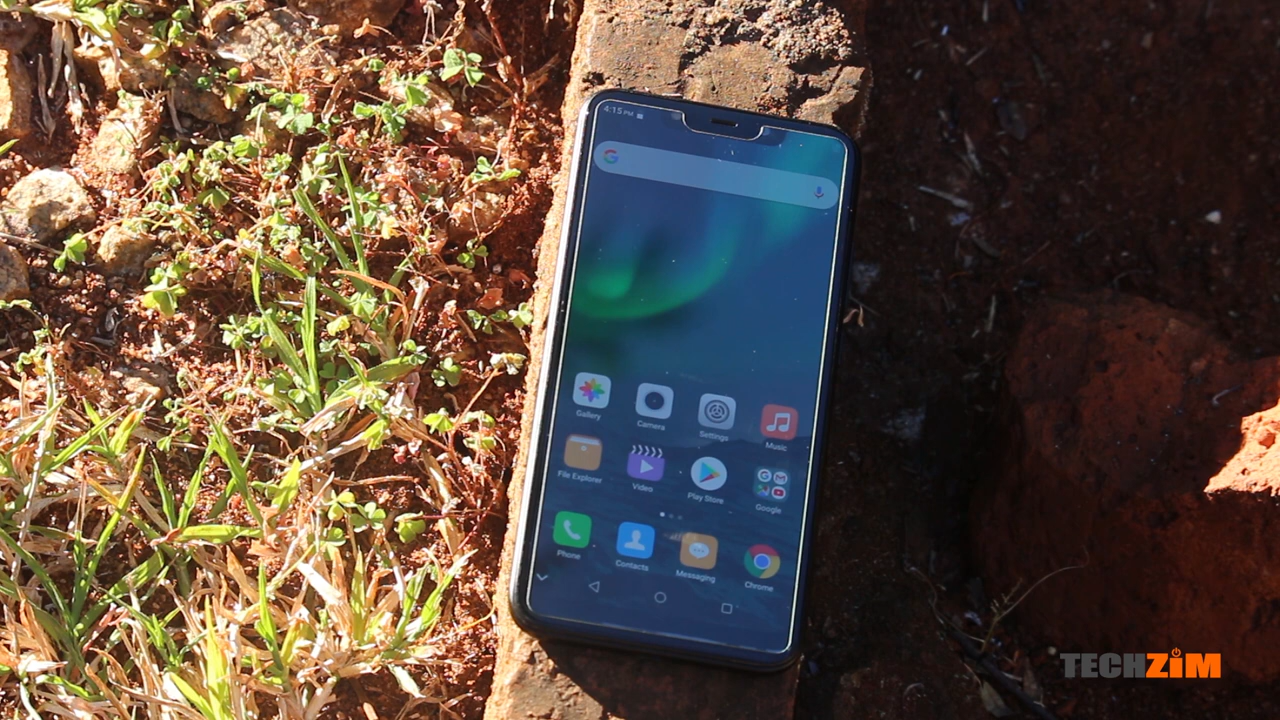 4:15 PM
Gallery Camera Settings Music
File Explorer Video Play Store Google
Phone Contacts Messaging Chrome
TECHZiM